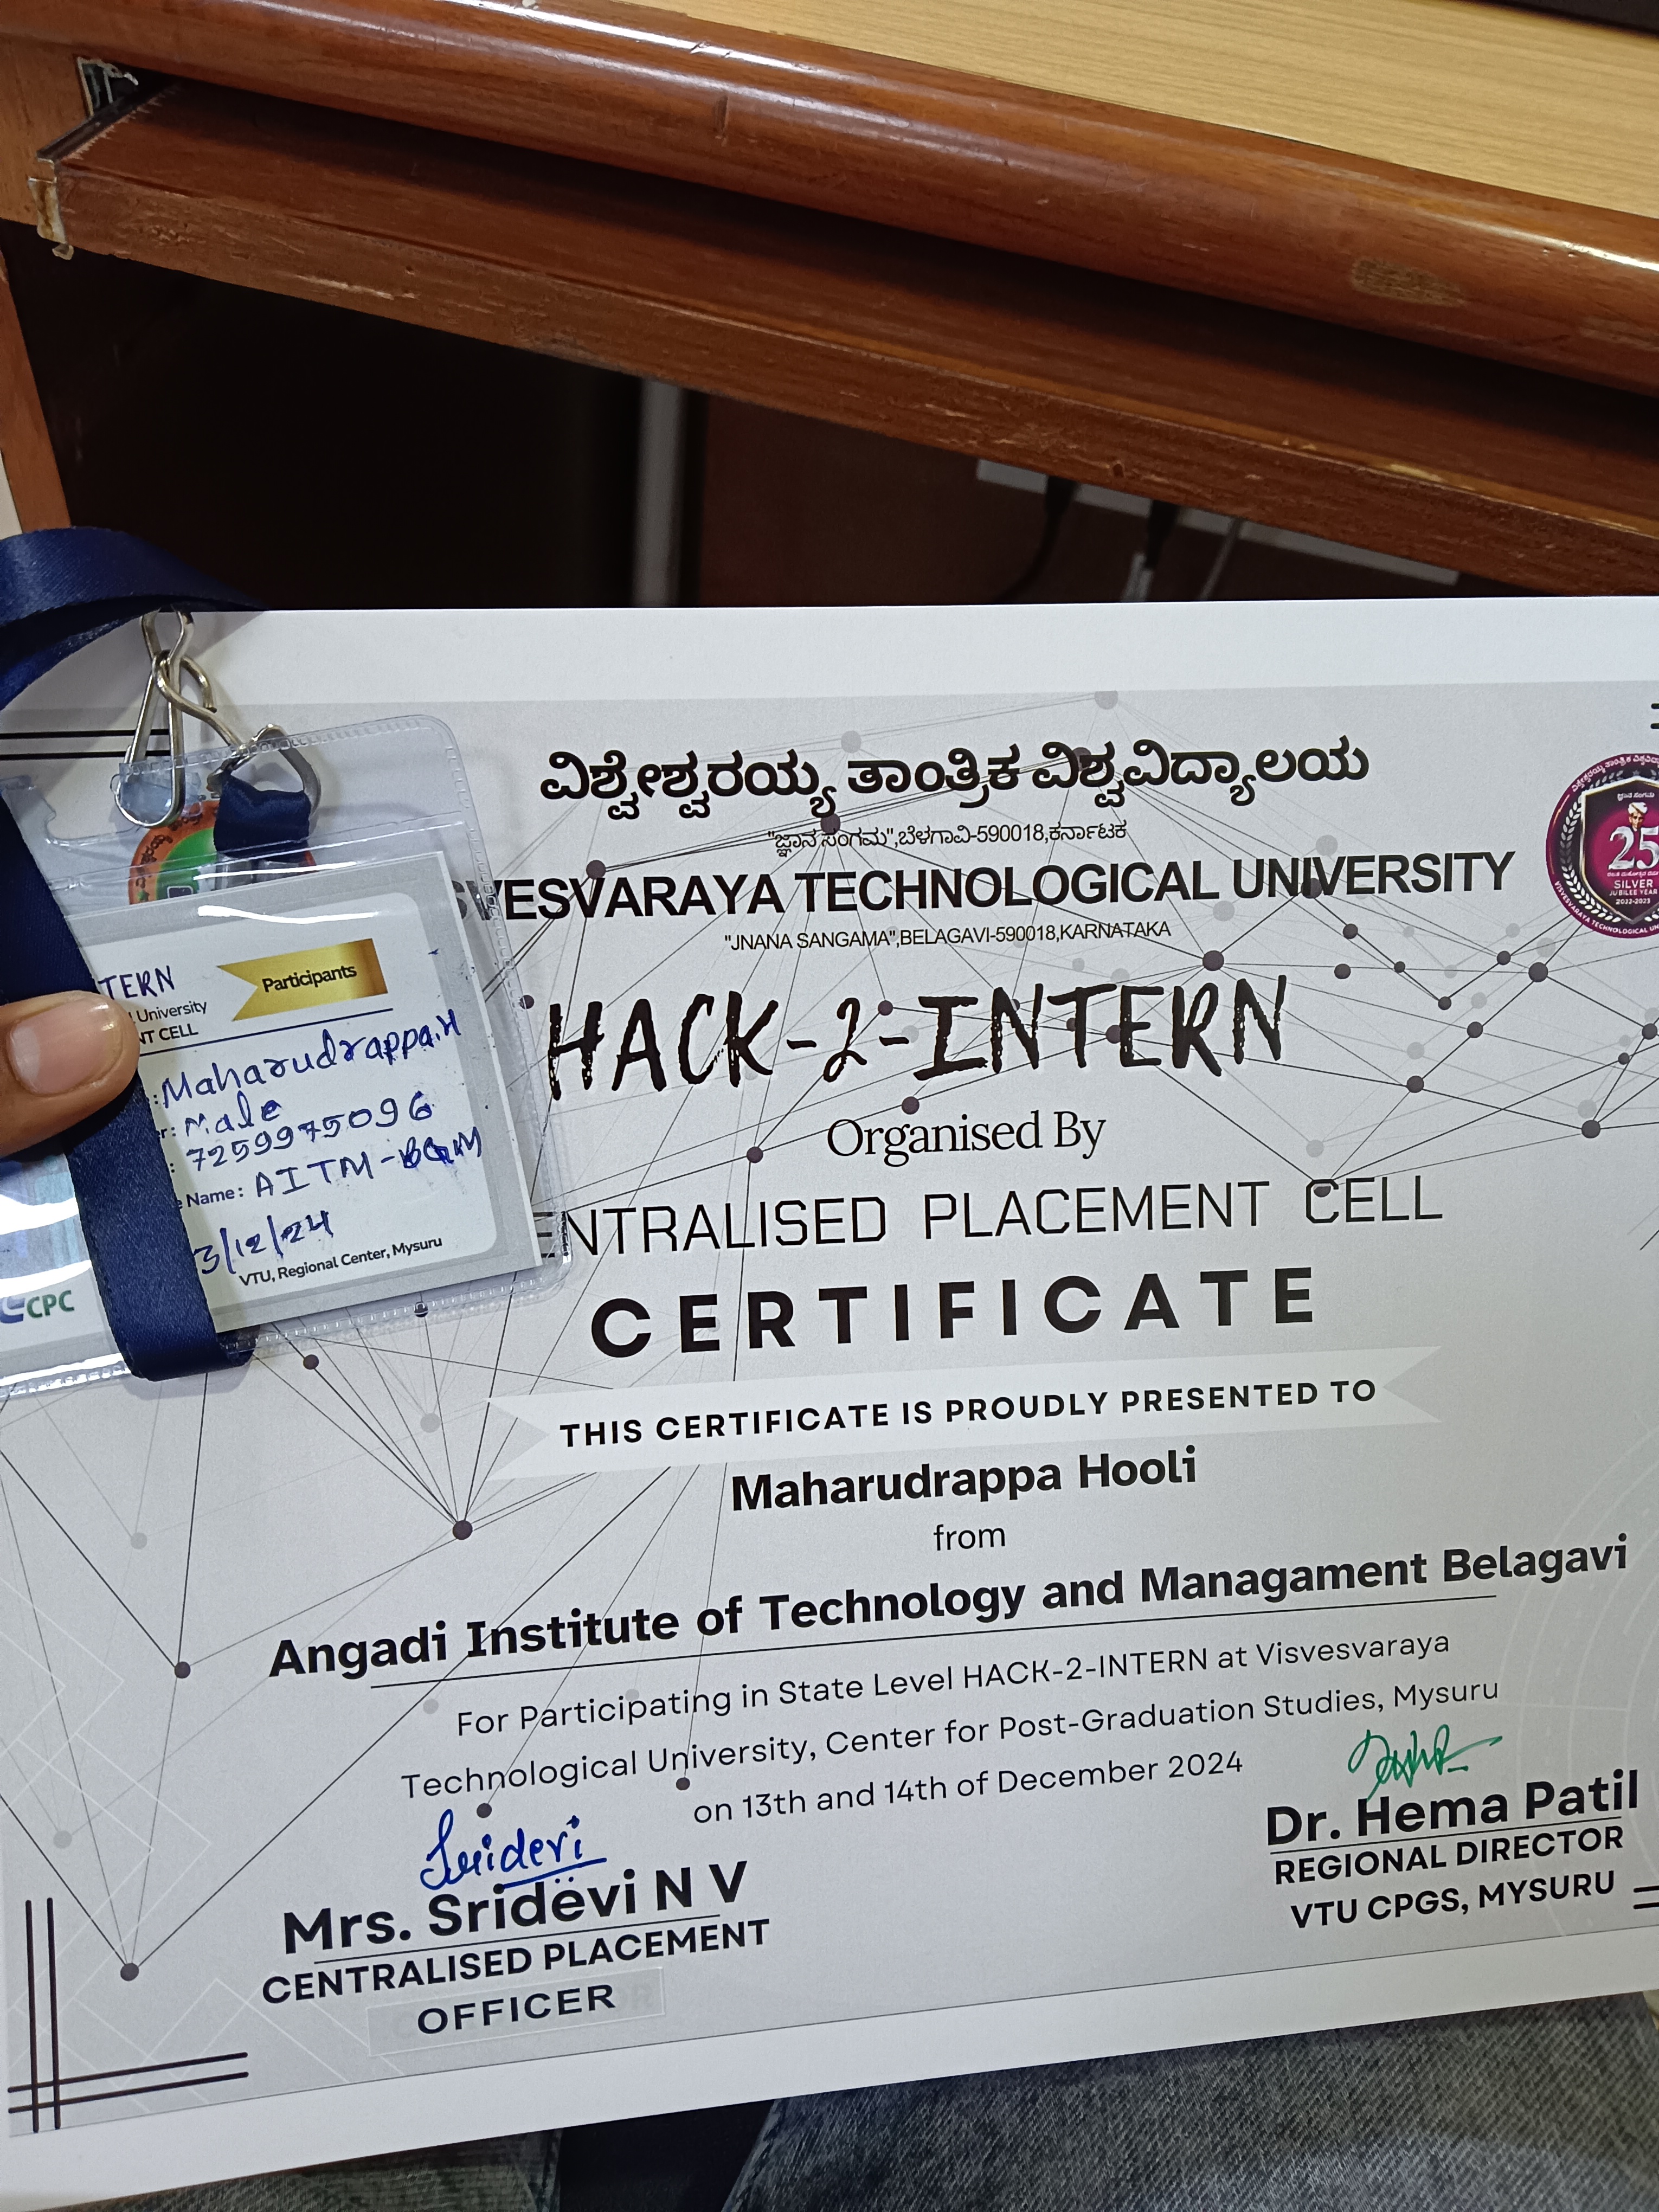 ವಿಶ್ವೇಶ್ವರಯ್ಯ ತಾಂತ್ರಿಕ ವಿಶ್ವವಿದ್ಯಾಲಯ
"ಜ್ಞಾನ ಸಂಗಮ",ಬೆಳಗಾವಿ-590018,ಕರ್ನಾಟಕ
SVESVARAYA TECHNOLOGICAL UNIVERSITY
"JNANA SANGAMA",BELAGAVI-590018,KARNATAKA
25
SILVER
JUBILEE YEAR
2022-2023
HACK-2-INTERN
Organised By
ENTRALISED PLACEMENT CELL
CERTIFICATE
THIS CERTIFICATE IS PROUDLY PRESENTED TO
Maharudrappa Hooli
from
Angadi Institute of Technology and Managament Belagavi
For Participating in State Level HACK-2-INTERN at Visvesvaraya
Technological University, Center for Post-Graduation Studies, Mysuru
on 13th and 14th of December 2024
Sridevi
Mrs. Sridevi N V
CENTRALISED PLACEMENT
OFFICER
Dr. Hema Patil
REGIONAL DIRECTOR
VTU CPGS, MYSURU
TERN
Participants
University
NT CELL
:Maharudrappa.H
r: Male
: 7259975096
e Name: AITM-BGM
3/12/24
VTU, Regional Center, Mysuru
CPC